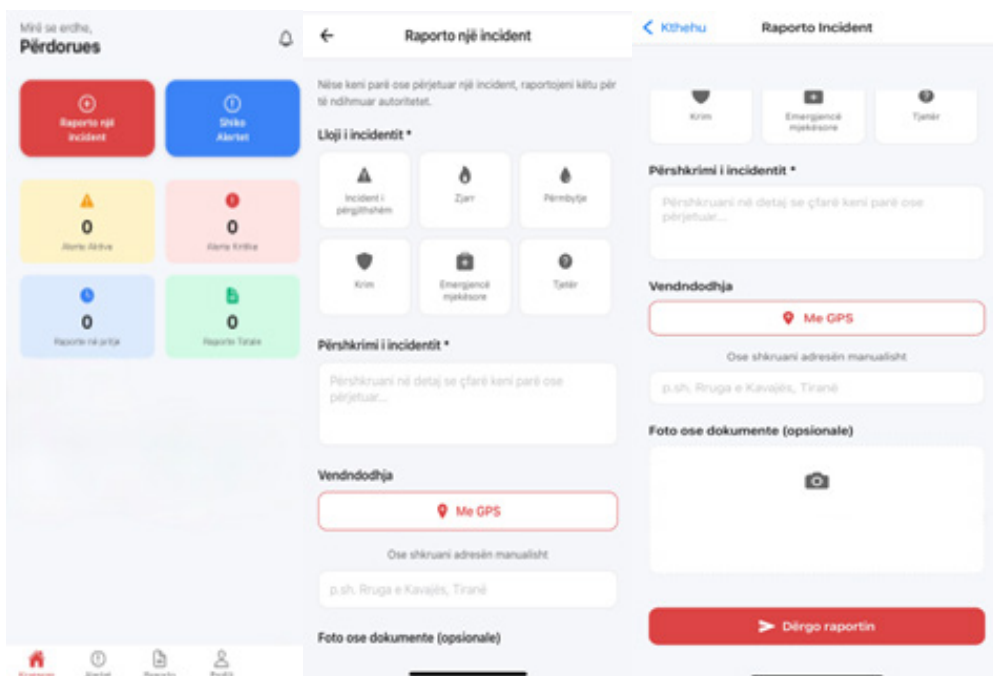 Mirë se erdhe,
Përdorues
Raporto një
incident
Shiko
Alertet
0
Alerte Aktive
0
Alerte Kritike
0
Raporte në pritje
0
Raporte Totale
Alertet
Raporto
Profili
Raporto një incident
Nëse keni parë ose përjetuar një incident, raportojeni këtu për
të ndihmuar autoritetet.
Lloji i incidentit *
Incident i
përgjithshëm
Zjarr
Përmbytje
Krim
Emergjencë
mjekësore
Tjetër
Përshkrimi i incidentit *
Përshkruani në detaj se çfarë keni parë ose
përjetuar...
Vendndodhja
Me GPS
Ose shkruani adresën manualisht
p.sh. Rruga e Kavajës, Tiranë
Foto ose dokumente (opsionale)
Kthehu
Raporto Incident
Krim
Emergjencë
mjekësore
Tjetër
Përshkrimi i incidentit *
Përshkruani në detaj se çfarë keni parë ose
përjetuar...
Vendndodhja
Me GPS
Ose shkruani adresën manualisht
p.sh. Rruga e Kavajës, Tiranë
Foto ose dokumente (opsionale)
Dërgo raportin